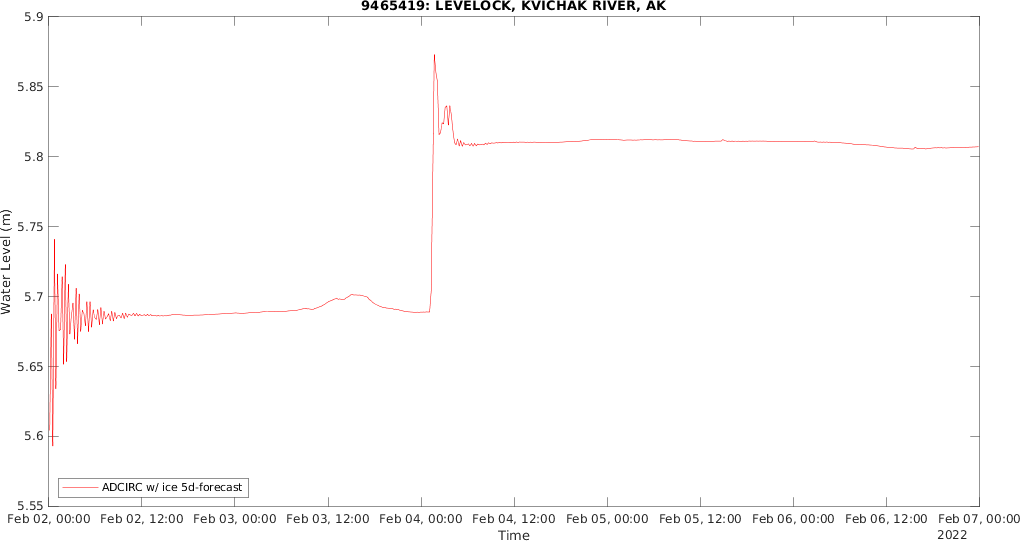 9465419: LEVELOCK, KVICHAK RIVER, AK
5.9
5.85
5.8
5.75
5.7
5.65
5.6
5.55
Water Level (m)
ADCIRC w/ ice 5d-forecast
Feb 02, 00:00 Feb 02, 12:00 Feb 03, 00:00 Feb 03, 12:00 Feb 04, 00:00 Feb 04, 12:00 Feb 05, 00:00 Feb 05, 12:00 Feb 06, 00:00 Feb 06, 12:00 Feb 07, 00:00
Time
2022